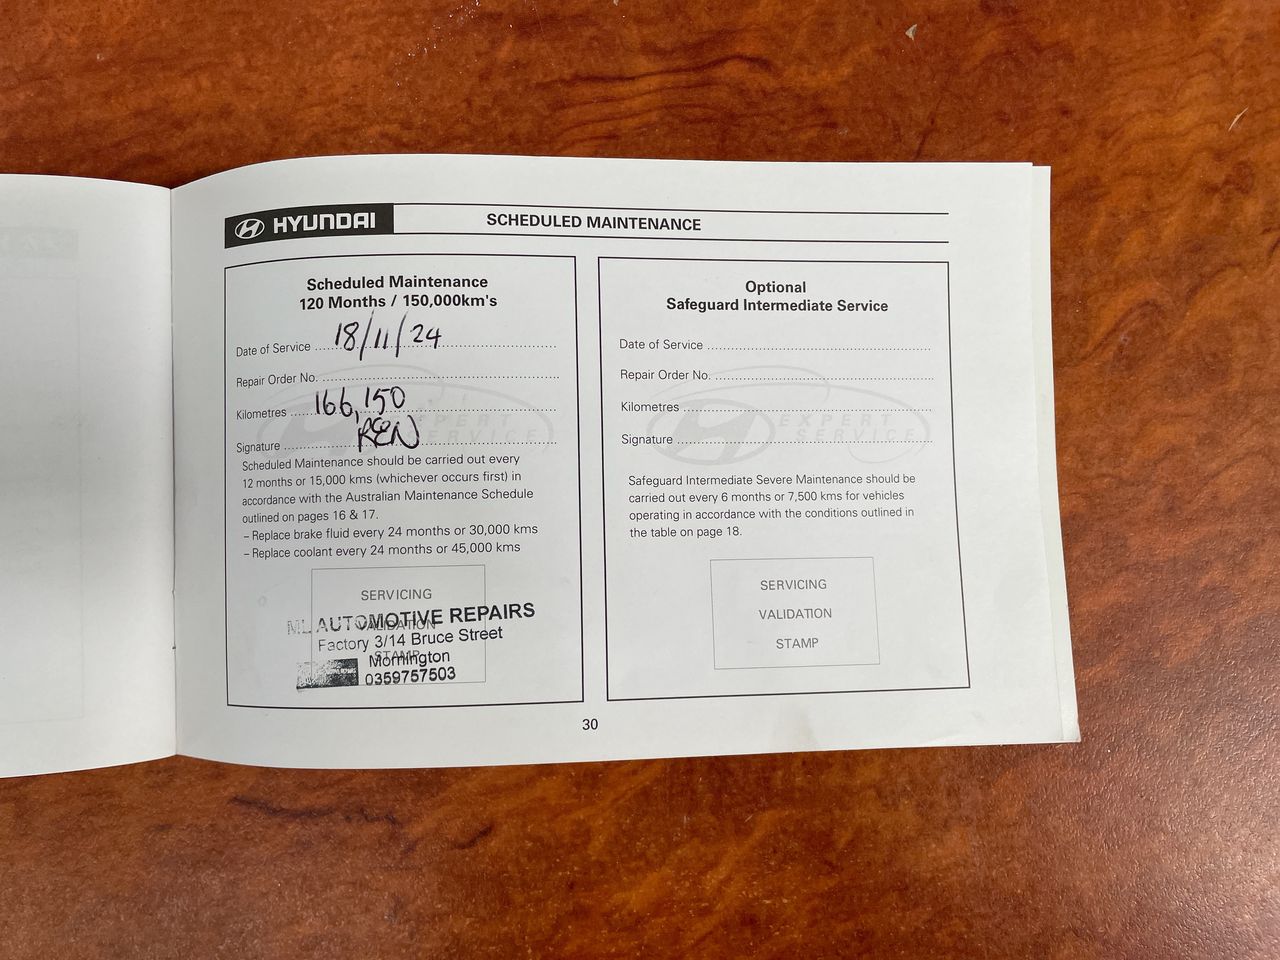 HYUNDAI
SCHEDULED MAINTENANCE
Scheduled Maintenance
120 Months / 150,000km's
Date of Service 18/11/24
Repair Order No.
Kilometres 166,150
Signature
EXPERT
SERVICE
Scheduled Maintenance should be carried out every
12 months or 15,000 kms (whichever occurs first) in
accordance with the Australian Maintenance Schedule
outlined on pages 16 & 17.
– Replace brake fluid every 24 months or 30,000 kms
– Replace coolant every 24 months or 45,000 kms
SERVICING
VALIDATION
STAMP
ML AUTOMOTIVE REPAIRS
Factory 3/14 Bruce Street
Mornington
0359757503
Optional
Safeguard Intermediate Service
Date of Service
Repair Order No.
Kilometres
Signature
EXPERT
SERVICE
Safeguard Intermediate Severe Maintenance should be
carried out every 6 months or 7,500 kms for vehicles
operating in accordance with the conditions outlined in
the table on page 18.
SERVICING
VALIDATION
STAMP
30